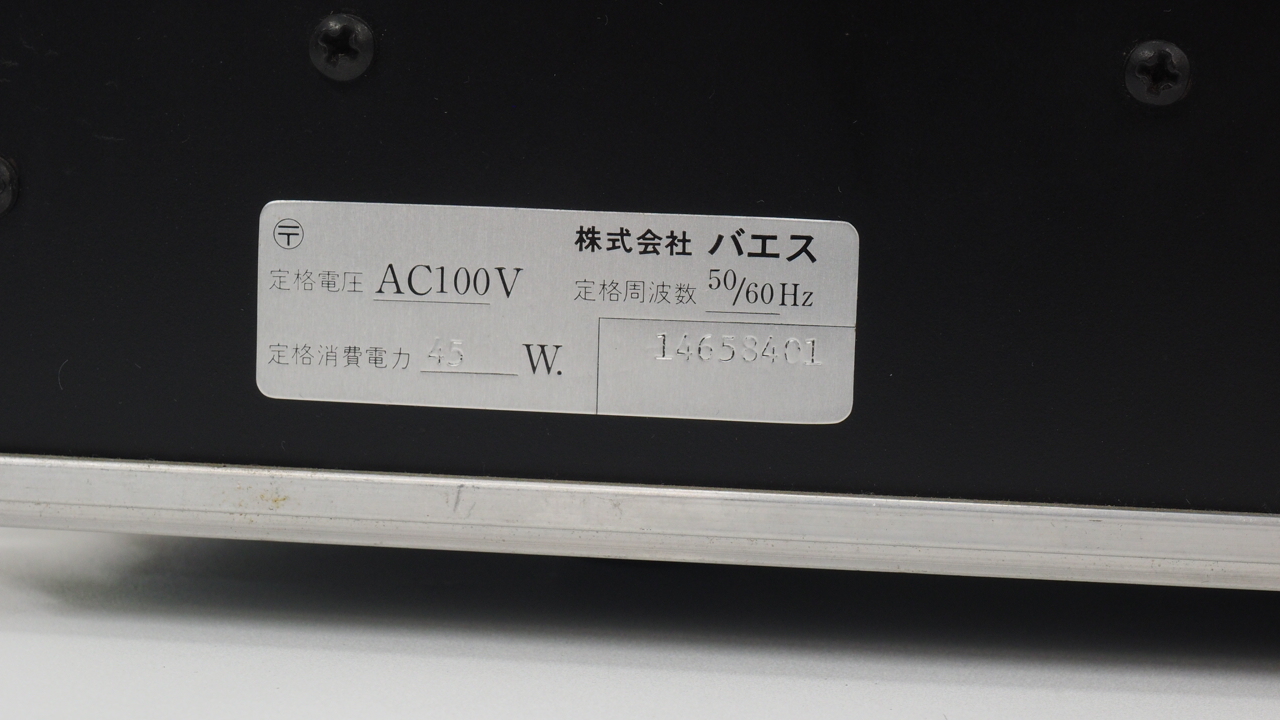 〶
株式会社 バエス
定格電圧 AC100V
定格周波数 50/60Hz
定格消費電力 45 W.
14658401